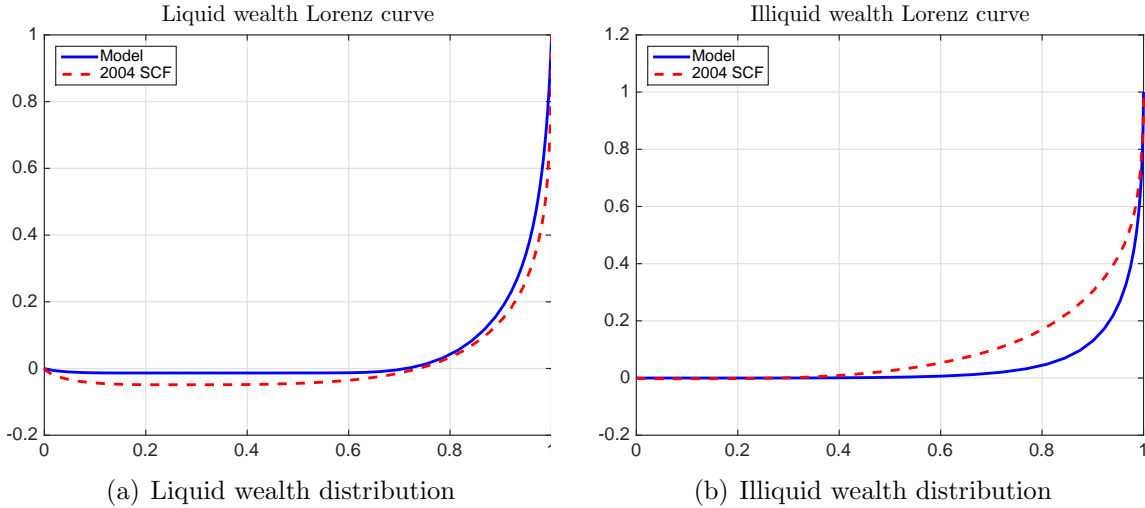 Liquid wealth Lorenz curve
Model
2004 SCF
1
0.8
0.6
0.4
0.2
0
-0.2
0 0.2 0.4 0.6 0.8 1
(a) Liquid wealth distribution
Illiquid wealth Lorenz curve
Model
2004 SCF
1.2
1
0.8
0.6
0.4
0.2
0
-0.2
0 0.2 0.4 0.6 0.8 1
(b) Illiquid wealth distribution